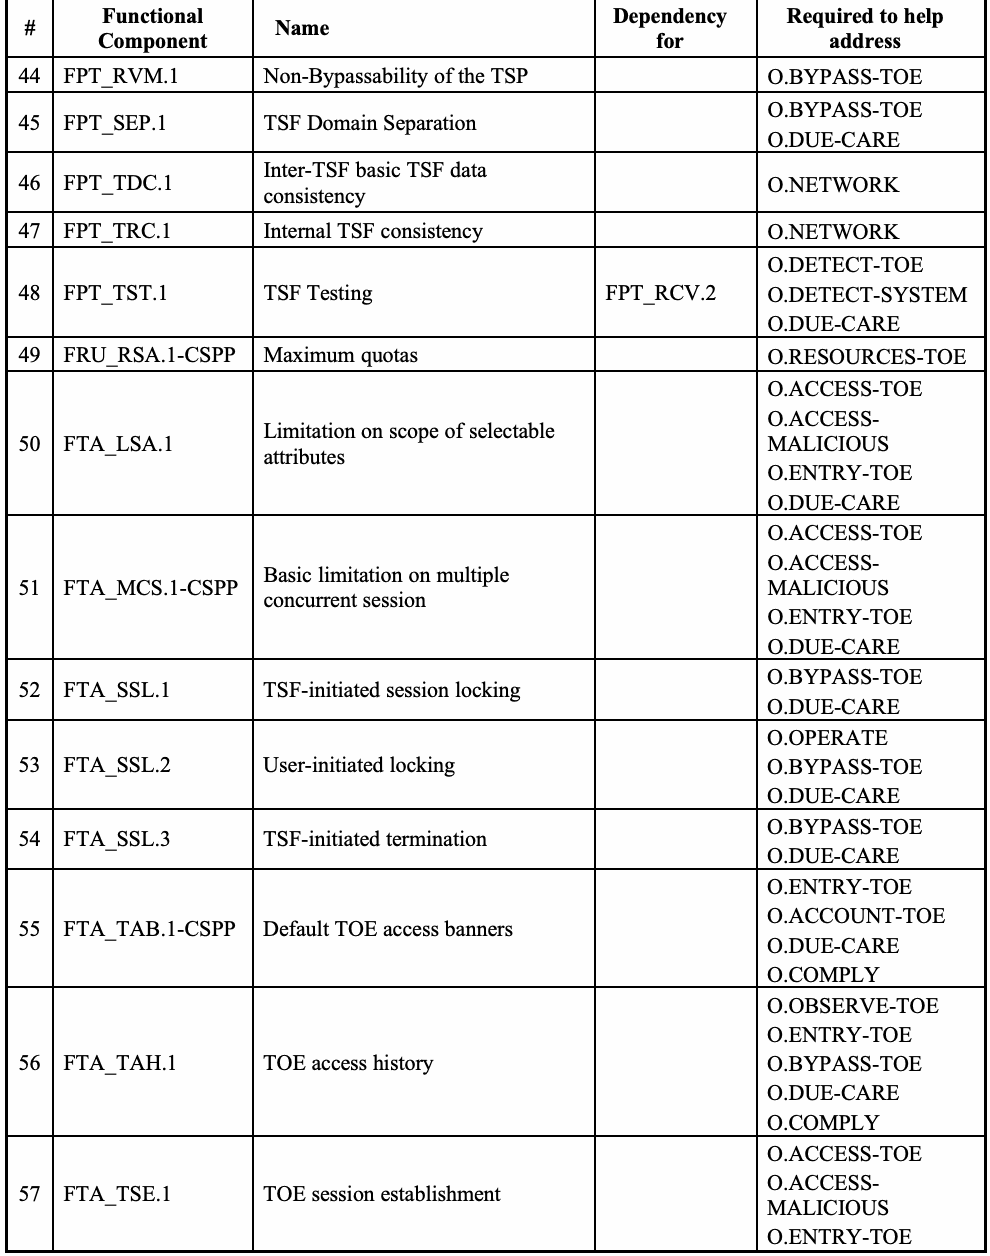 # Functional Component Name Dependency for Required to help address
44 FPT_RVM.1 Non-Bypassability of the TSP O.BYPASS-TOE
45 FPT_SEP.1 TSF Domain Separation O.BYPASS-TOE
O.DUE-CARE
46 FPT_TDC.1 Inter-TSF basic TSF data
consistency O.NETWORK
47 FPT_TRC.1 Internal TSF consistency O.NETWORK
48 FPT_TST.1 TSF Testing FPT_RCV.2 O.DETECT-TOE
O.DETECT-SYSTEM
O.DUE-CARE
49 FRU_RSA.1-CSPP Maximum quotas O.RESOURCES-TOE
50 FTA_LSA.1 Limitation on scope of selectable
attributes O.ACCESS-TOE
O.ACCESS-
MALICIOUS
O.ENTRY-TOE
O.DUE-CARE
51 FTA_MCS.1-CSPP Basic limitation on multiple
concurrent session O.ACCESS-TOE
O.ACCESS-
MALICIOUS
O.ENTRY-TOE
O.DUE-CARE
52 FTA_SSL.1 TSF-initiated session locking O.BYPASS-TOE
O.DUE-CARE
53 FTA_SSL.2 User-initiated locking O.OPERATE
O.BYPASS-TOE
O.DUE-CARE
54 FTA_SSL.3 TSF-initiated termination O.BYPASS-TOE
O.DUE-CARE
55 FTA_TAB.1-CSPP Default TOE access banners O.ENTRY-TOE
O.ACCOUNT-TOE
O.DUE-CARE
O.COMPLY
56 FTA_TAH.1 TOE access history O.OBSERVE-TOE
O.ENTRY-TOE
O.BYPASS-TOE
O.DUE-CARE
O.COMPLY
57 FTA_TSE.1 TOE session establishment O.ACCESS-TOE
O.ACCESS-
MALICIOUS
O.ENTRY-TOE